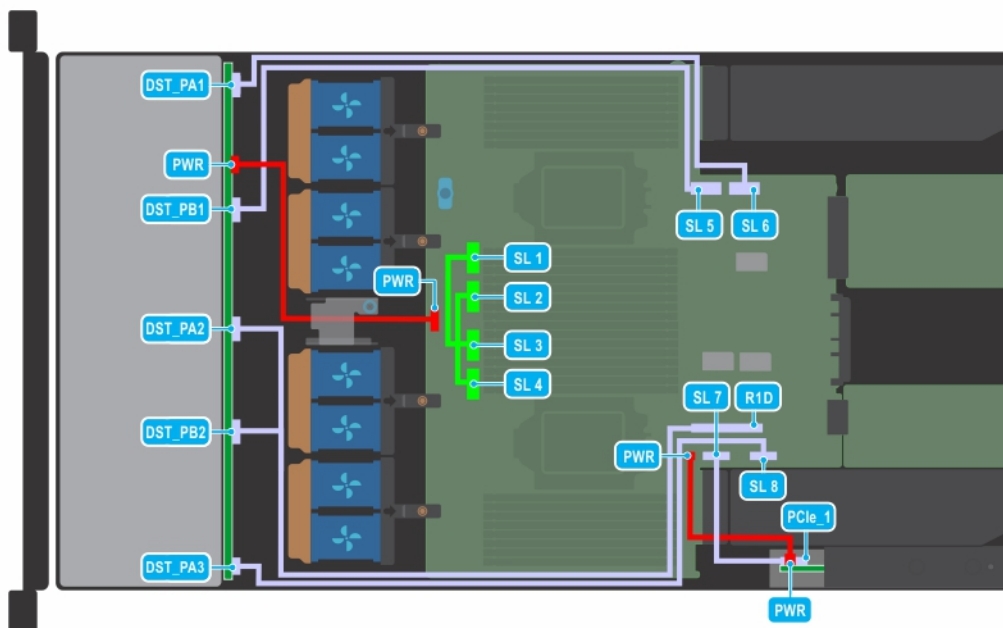 DST_PA1
PWR
DST_PB1
SL 5
SL 6
SL 1
PWR
SL 2
DST_PA2
SL 3
SL 4
SL 7
R1D
DST_PB2
PWR
SL 8
PCIe_1
DST_PA3
PWR